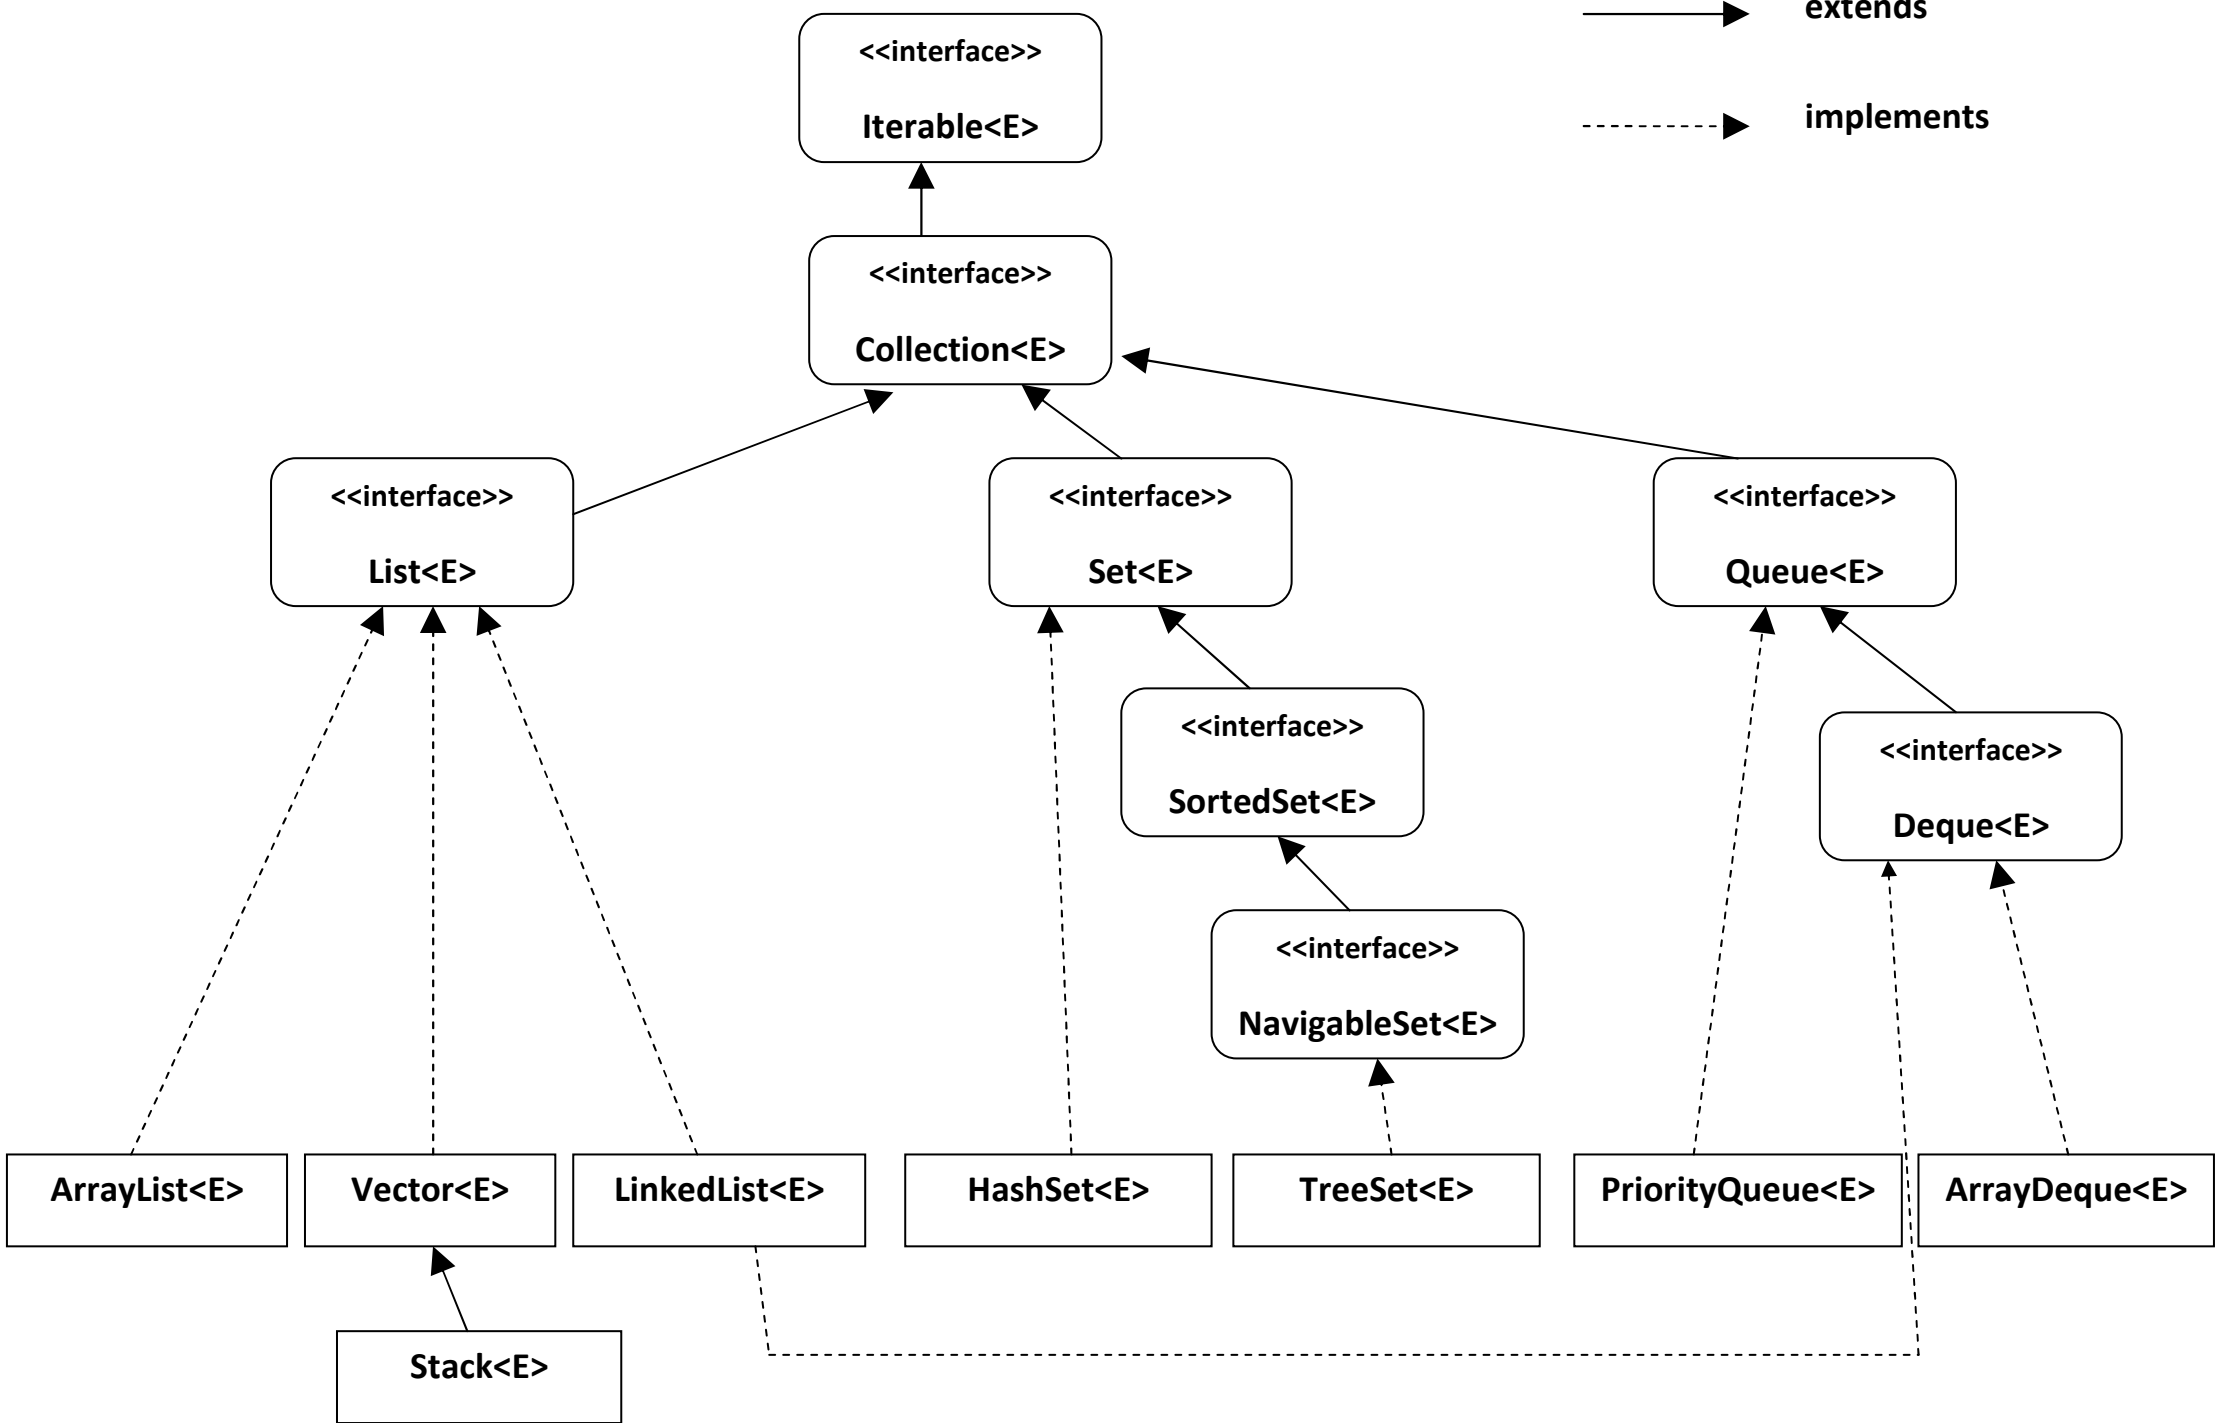 extends
<<interface>>
Iterable<E>
implements
<<interface>>
Collection<E>
<<interface>>
List<E>
<<interface>>
Set<E>
<<interface>>
Queue<E>
<<interface>>
SortedSet<E>
<<interface>>
Deque<E>
<<interface>>
NavigableSet<E>
ArrayList<E>
Vector<E>
LinkedList<E>
HashSet<E>
TreeSet<E>
PriorityQueue<E>
ArrayDeque<E>
Stack<E>